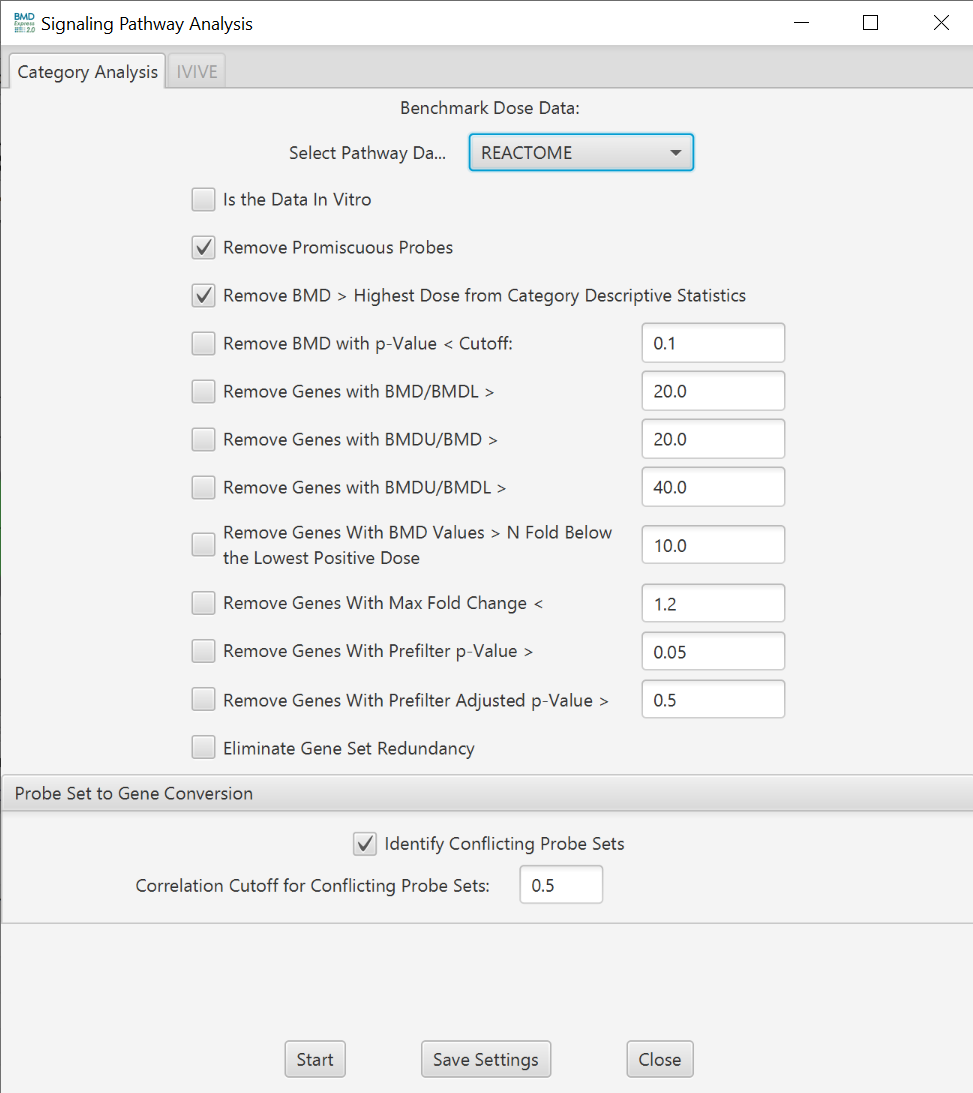 BMD
Express
2.0
Signaling Pathway Analysis
Category Analysis
IVIVE
Benchmark Dose Data:
Select Pathway Da...
REACTOME
Is the Data In Vitro
Remove Promiscuous Probes
Remove BMD > Highest Dose from Category Descriptive Statistics
Remove BMD with p-Value < Cutoff:
0.1
Remove Genes with BMD/BMDL >
20.0
Remove Genes with BMDU/BMD >
20.0
Remove Genes with BMDU/BMDL >
40.0
Remove Genes With BMD Values > N Fold Below
the Lowest Positive Dose
10.0
Remove Genes With Max Fold Change <
1.2
Remove Genes With Prefilter p-Value >
0.05
Remove Genes With Prefilter Adjusted p-Value >
0.5
Eliminate Gene Set Redundancy
Probe Set to Gene Conversion
Identify Conflicting Probe Sets
Correlation Cutoff for Conflicting Probe Sets:
0.5
Start
Save Settings
Close